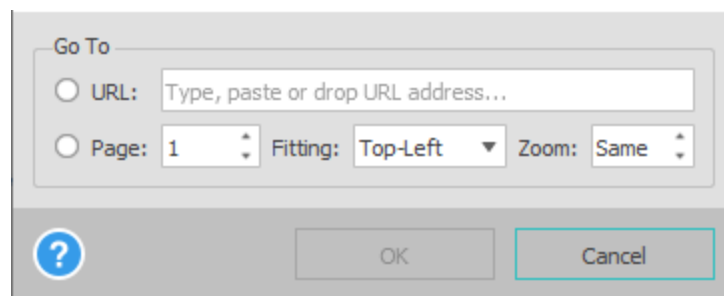 Go To
URL: Type, paste or drop URL address...
Page: 1 Fitting: Top-Left Zoom: Same
? OK Cancel